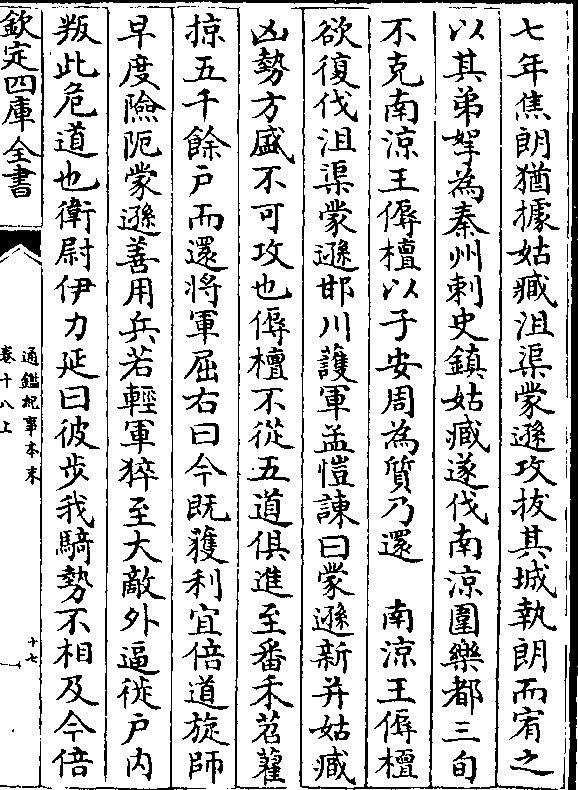 七年焦朗猶據姑臧沮渠蒙遜攻拔其城執朗而宥之
以其弟挐為秦州刺史鎮姑臧遂伐南涼圍樂都三旬
不克南涼王傉檀以子安周為質乃還　南涼王傉檀
欲復伐沮渠蒙遜邯川護軍孟愷諫曰蒙遜新并姑臧
凶勢方盛不可攻也傉檀不從五道俱進至番禾苕藋
掠五千餘户而還將軍屈右曰今既獲利宜倍道旋師
早度險阨蒙遜善用兵若輕軍猝至大敵外逼徙户内
叛此危道也衛尉伊力延曰彼步我騎勢不相及今倍
欽定四庫全書
通鑑紀事本末
卷十八上
十七